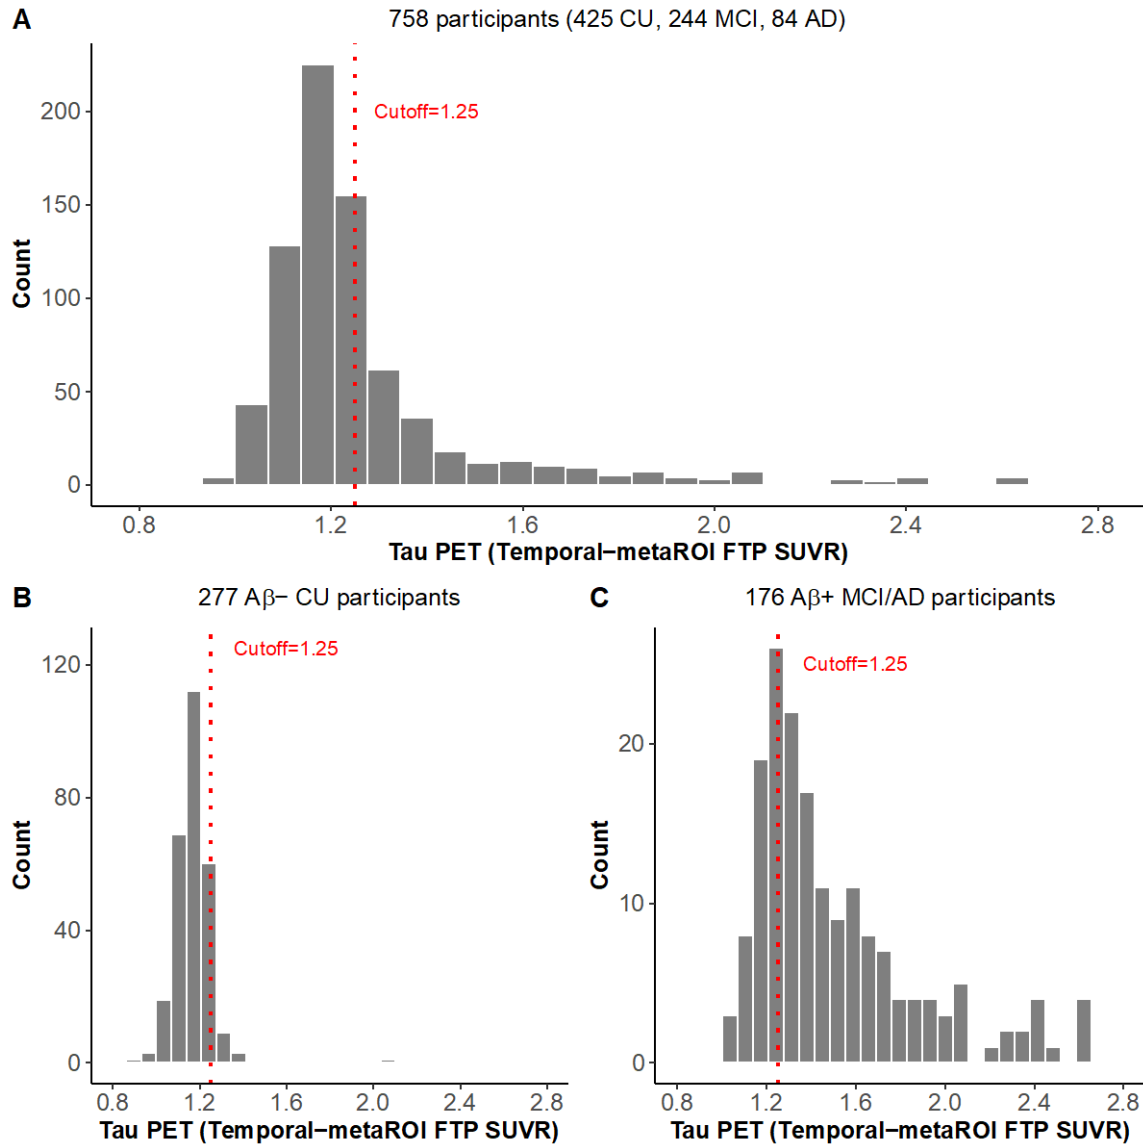 A
758 participants (425 CU, 244 MCI, 84 AD)
Cutoff=1.25
200
150
100
50
0
Count
0.8 1.2 1.6 2.0 2.4 2.8
Tau PET (Temporal−metaROI FTP SUVR)
B
277 Aβ− CU participants
Cutoff=1.25
120
80
40
0
Count
0.8 1.2 1.6 2.0 2.4 2.8
Tau PET (Temporal−metaROI FTP SUVR)
C
176 Aβ+ MCI/AD participants
Cutoff=1.25
20
10
0
Count
0.8 1.2 1.6 2.0 2.4 2.8
Tau PET (Temporal−metaROI FTP SUVR)